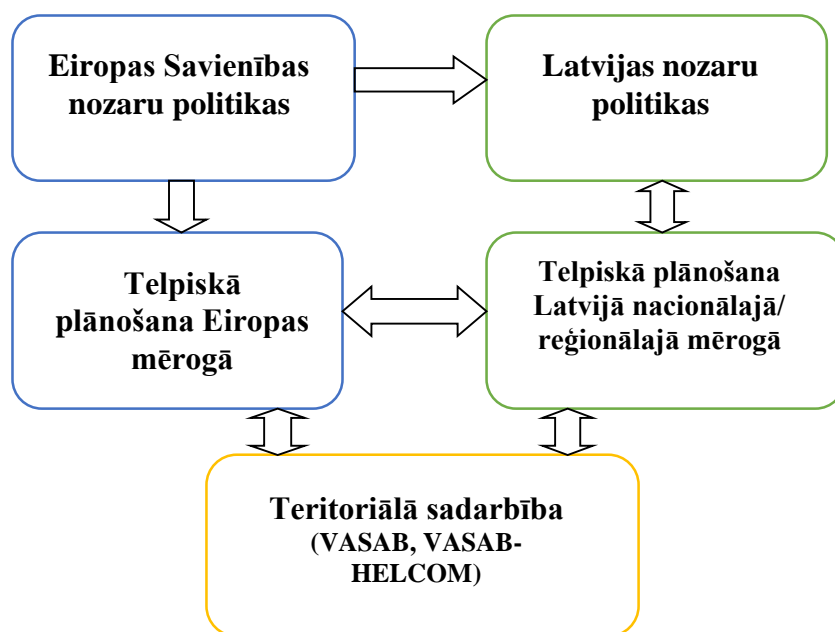 Eiropas Savienības
nozaru politikas
Latvijas nozaru
politikas
Telpiskā
plānošana Eiropas
mērogā
Telpiskā plānošana
Latvijā nacionālajā/
reģionālajā mērogā
Teritoriālā sadarbība
(VASAB, VASAB-
HELCOM)